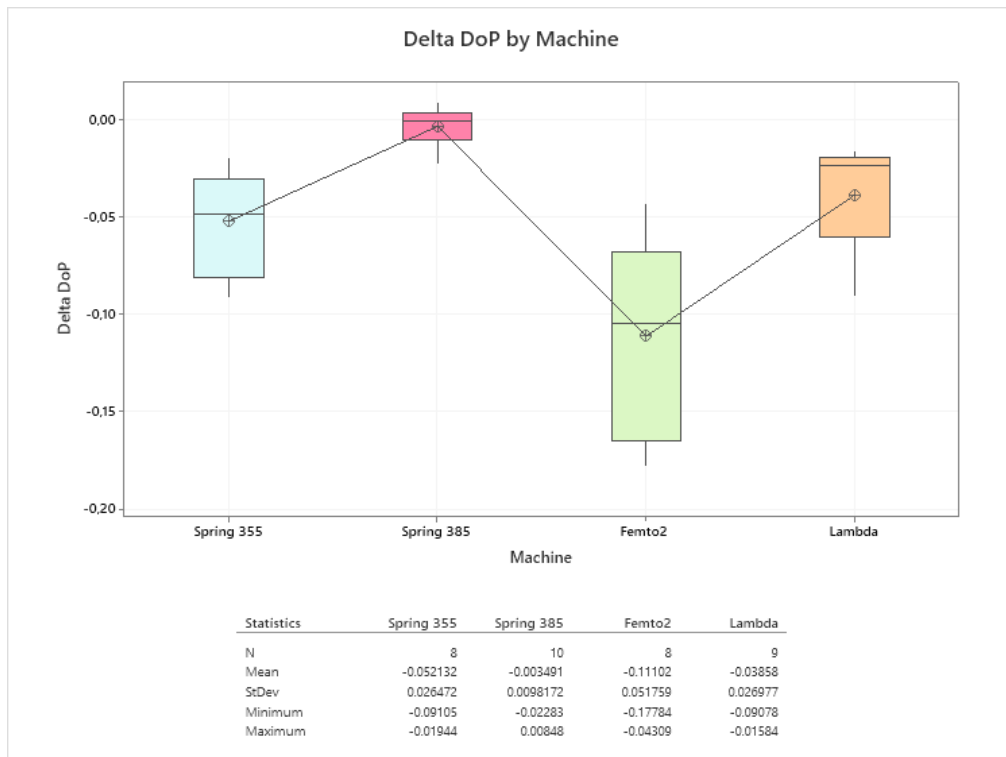 Delta DoP by Machine
0,00
-0,05
-0,10
-0,15
-0,20
Delta DoP
Spring 355 Spring 385 Femto2 Lambda
Machine
Statistics Spring 355 Spring 385 Femto2 Lambda
N 8 10 8 9
Mean -0.052132 -0.003491 -0.11102 -0.03858
StDev 0.026472 0.0098172 0.051759 0.026977
Minimum -0.09105 -0.02283 -0.17784 -0.09078
Maximum -0.01944 0.00848 -0.04309 -0.01584